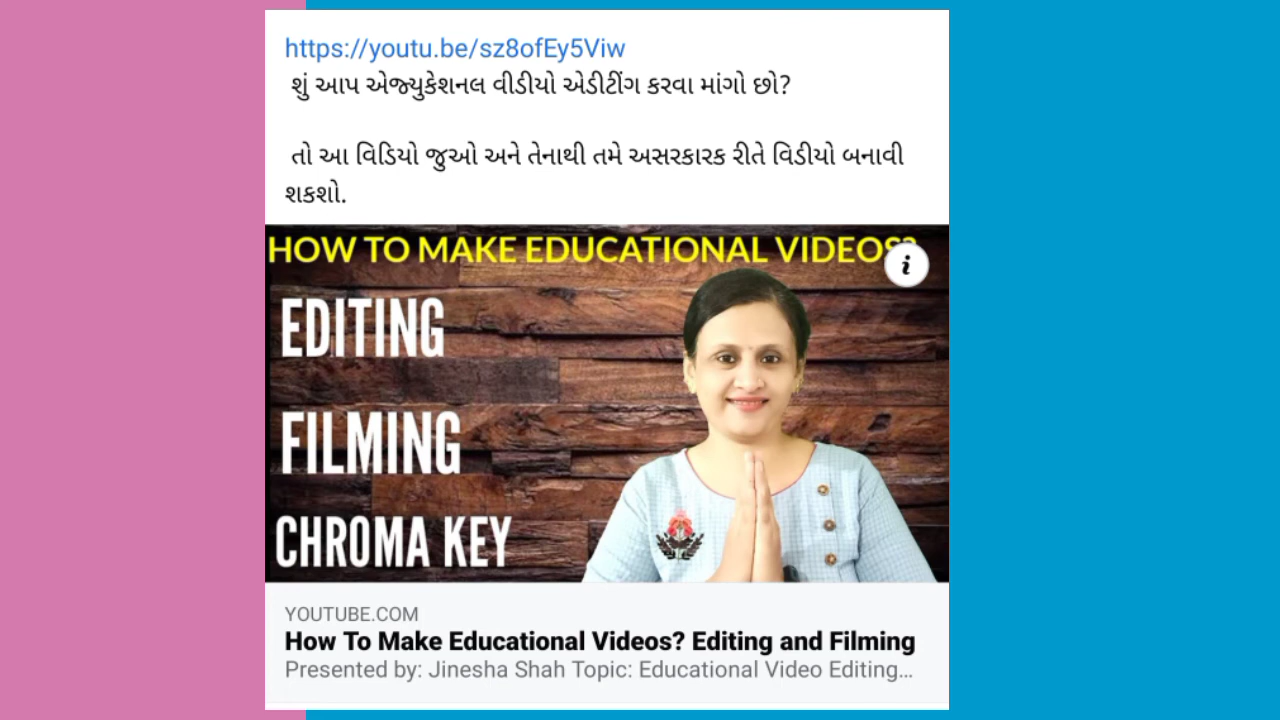 https://youtu.be/sz8ofEy5Viw
શું આપ એજ્યુકેશનલ વીડીયો એડીટીંગ કરવા માંગો છો?
તો આ વિડિયો જુઓ અને તેનાથી તમે અસરકારક રીતે વિડીયો બનાવી
શકશો.
HOW TO MAKE EDUCATIONAL VIDEOS?
i
EDITING
FILMING
CHROMA KEY
YOUTUBE.COM
How To Make Educational Videos? Editing and Filming
Presented by: Jinesha Shah Topic: Educational Video Editing...